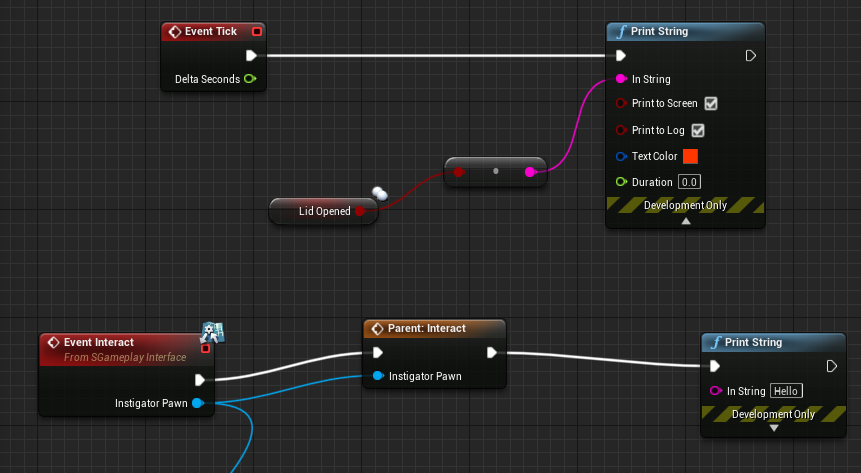 Event Tick
Delta Seconds
Print String
In String
Print to Screen
Print to Log
Text Color
Duration 0.0
Development Only
Lid Opened
Event Interact
From SGameplay Interface
Instigator Pawn
Parent: Interact
Instigator Pawn
Print String
In String Hello
Development Only